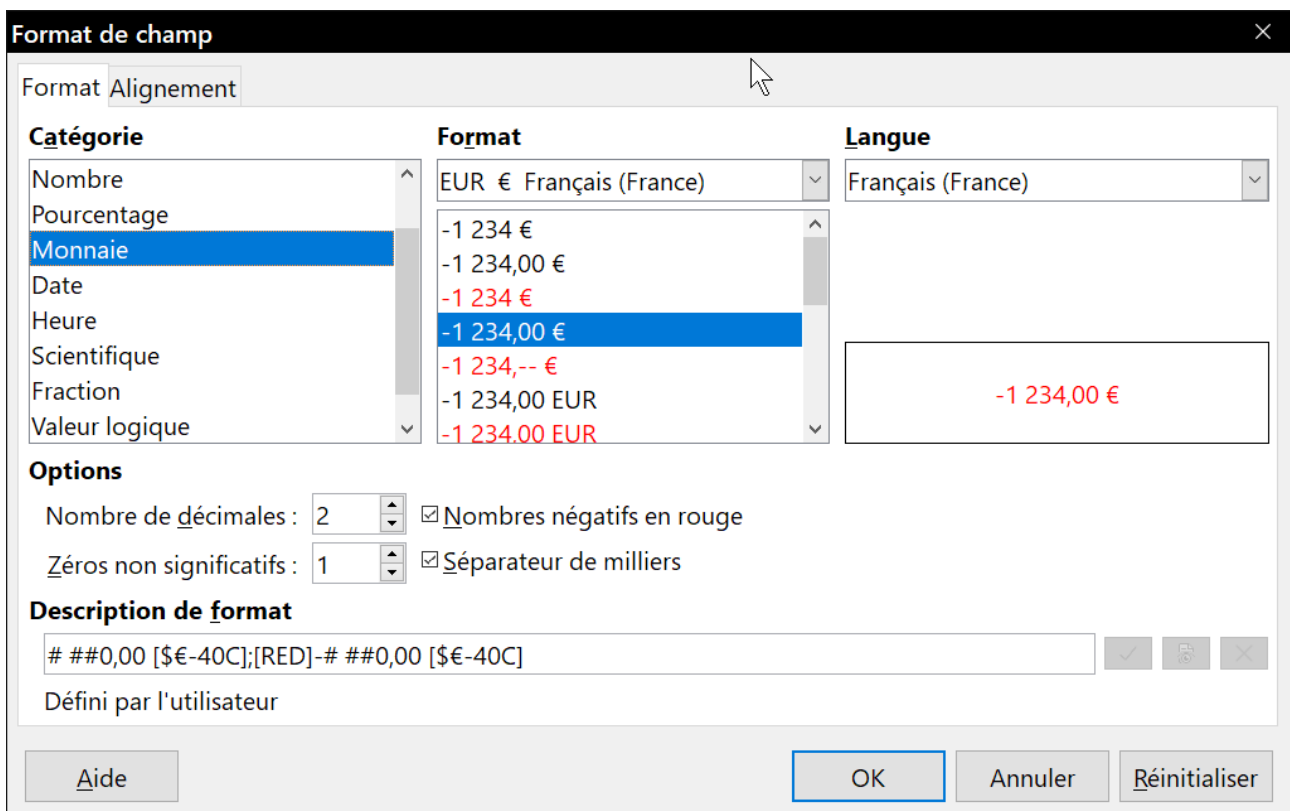 Format de champ
Format Alignement
Catégorie
Nombre
Pourcentage
Monnaie
Date
Heure
Scientifique
Fraction
Valeur logique
Format
EUR € Français (France)
-1 234 €
-1 234,00 €
-1 234 €
-1 234,00 €
-1 234,-- €
-1 234,00 EUR
-1 234,00 EUR
Langue
Français (France)
-1 234,00 €
Options
Nombre de décimales : 2
Nombres négatifs en rouge
Zéros non significatifs : 1
Séparateur de milliers
Description de format
# ##0,00 [$€-40C];[RED]-# ##0,00 [$€-40C]
Défini par l'utilisateur
Aide
OK
Annuler
Réinitialiser